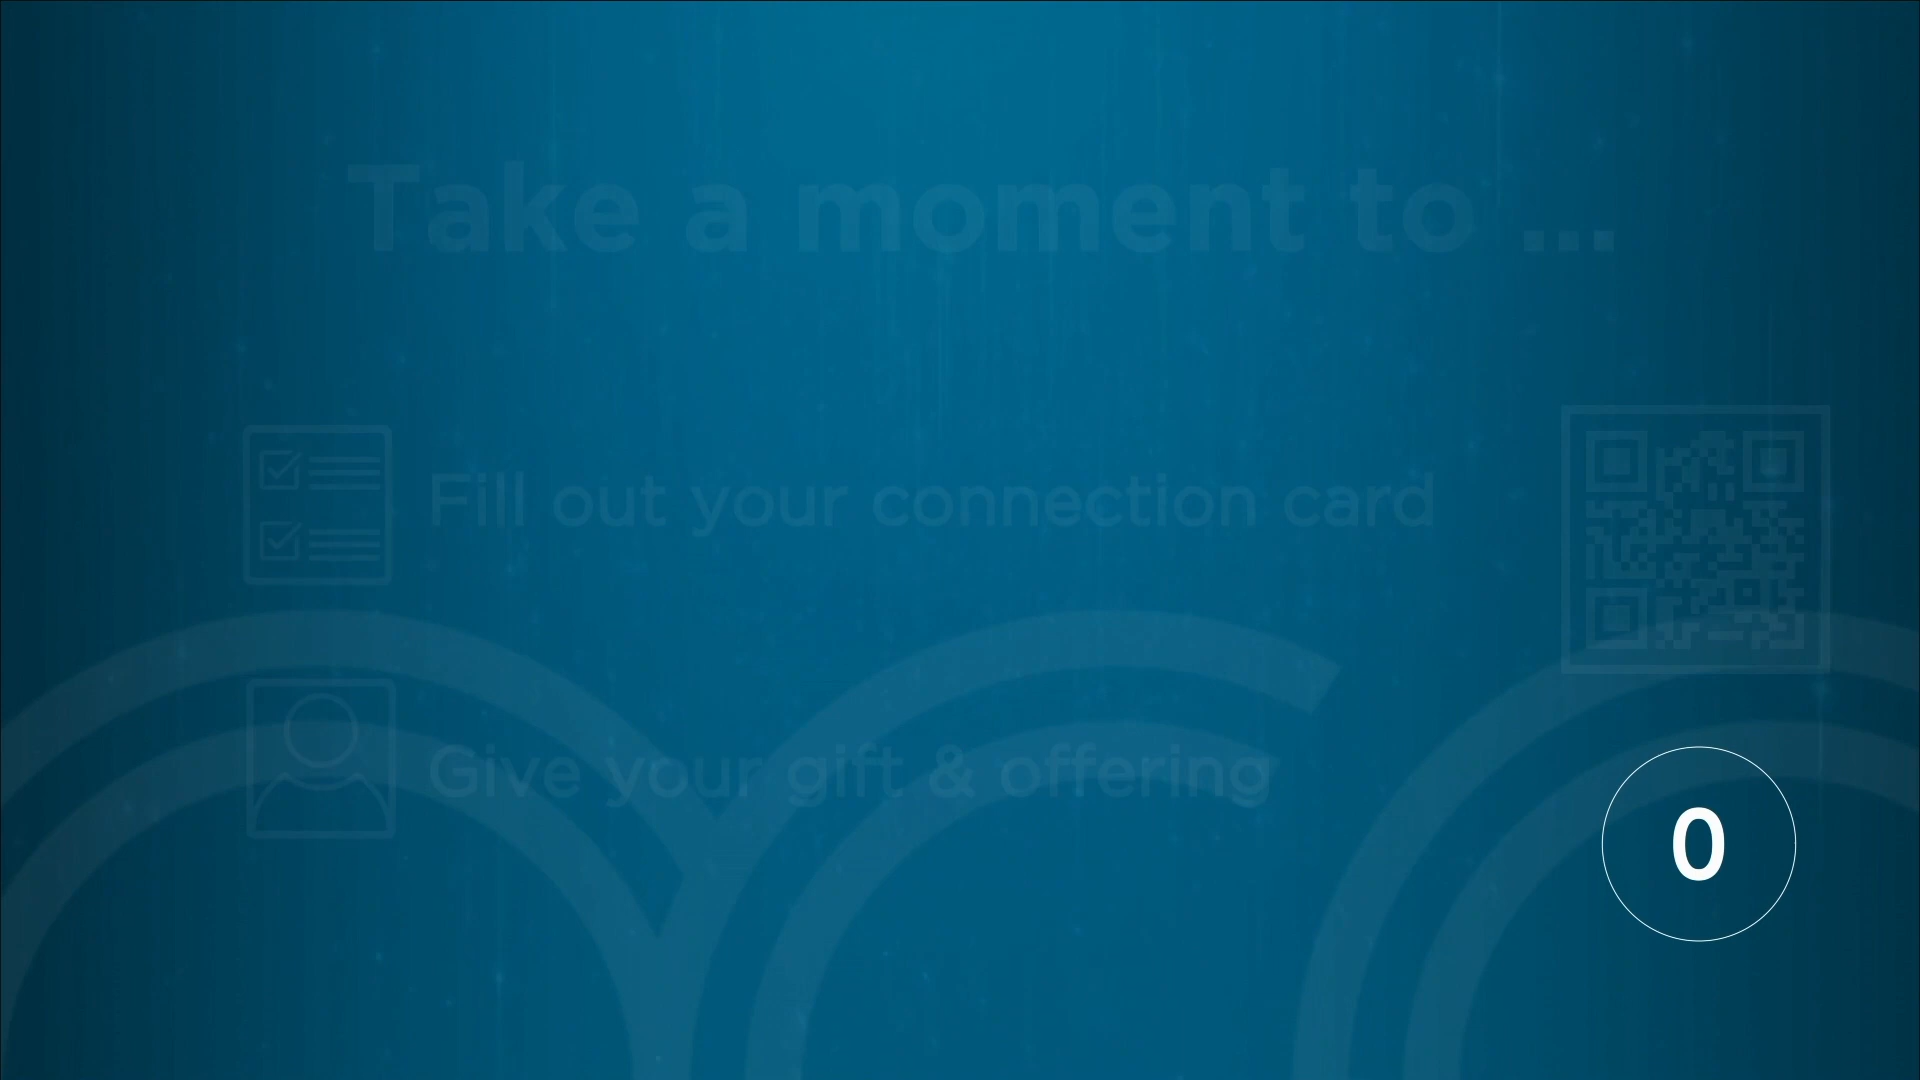 Take a moment to ...
Fill out your connection card
Give your gift & offering
0